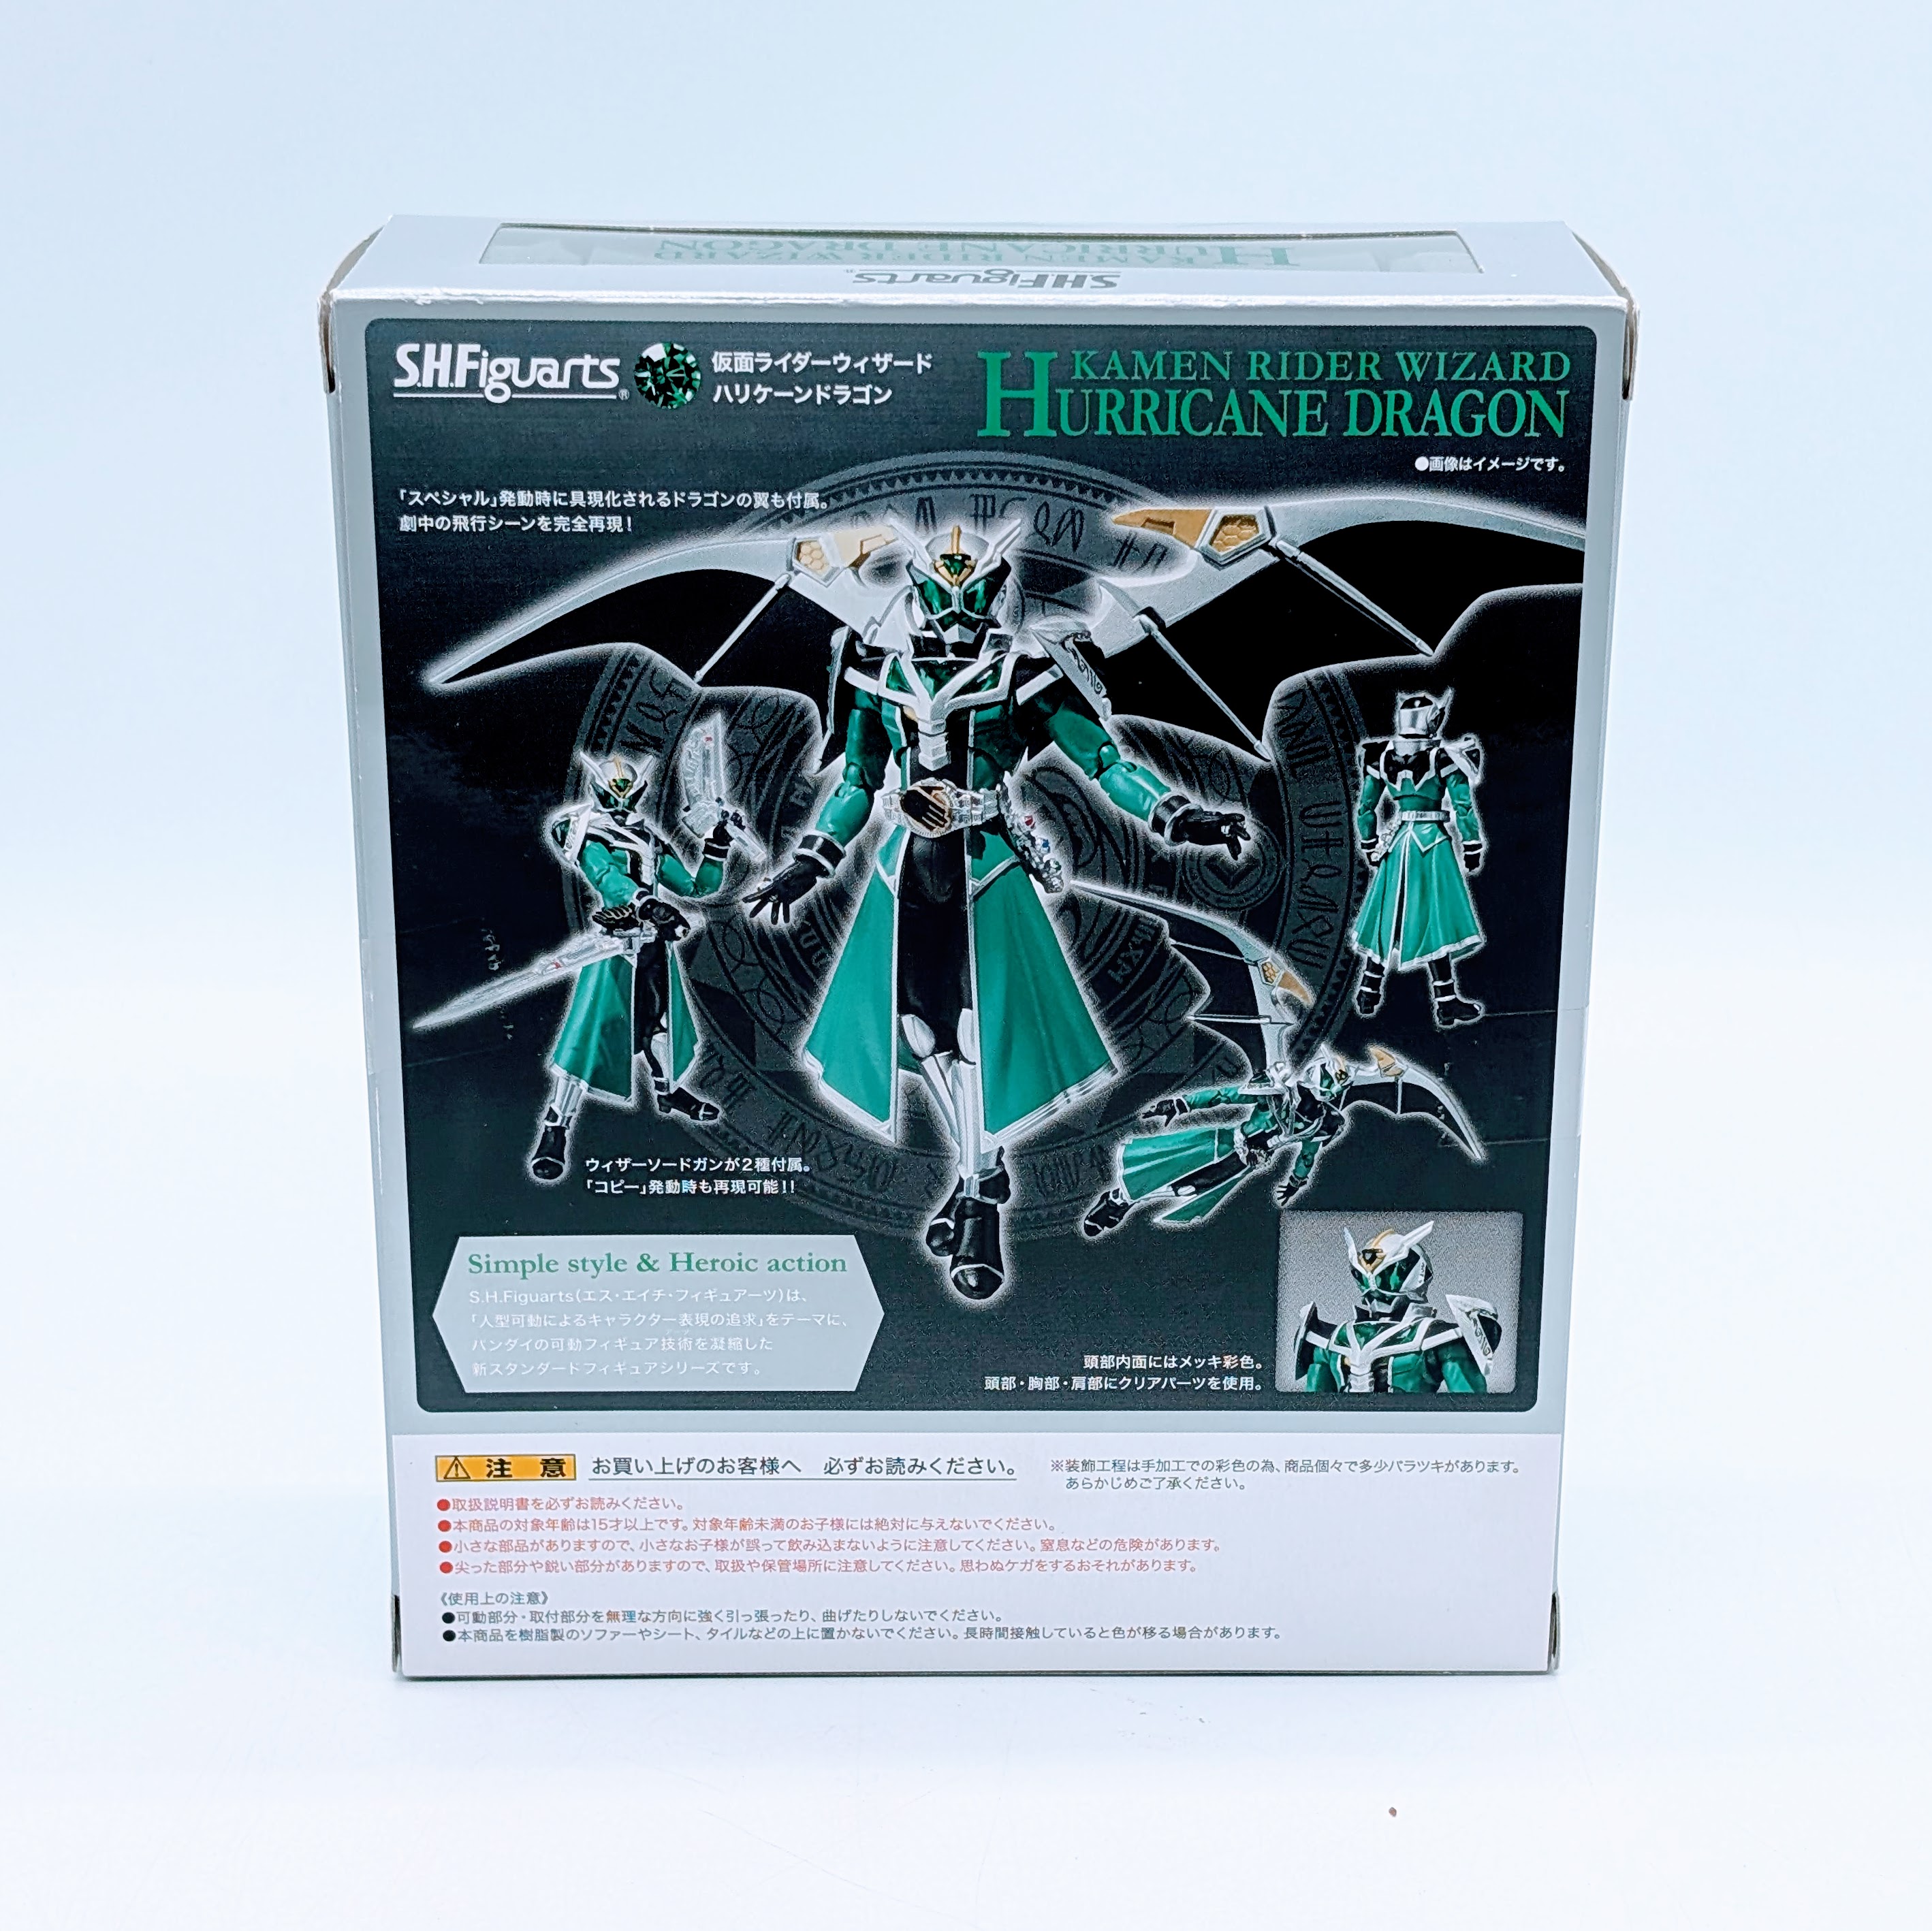 KAMEN RIDER WIZARD
HURRICANE DRAGON
S.H.Figuarts
S.H.Figuarts®
仮面ライダーウィザード
ハリケーンドラゴン
KAMEN RIDER WIZARD
HURRICANE DRAGON
●画像はイメージです。
「スペシャル」発動時に具現化されるドラゴンの翼も付属。
劇中の飛行シーンを完全再現！
ウィザーソードガンが2種付属。
「コピー」発動時も再現可能!!
Simple style & Heroic action
S.H.Figuarts(エス・エイチ・フィギュアーツ)は、
「人型可動によるキャラクター表現の追求」をテーマに、
バンダイの可動フィギュア技術を凝縮した
新スタンダードフィギュアシリーズです。
頭部内面にはメッキ彩色。
頭部・胸部・肩部にクリアパーツを使用。
注意 お買い上げのお客様へ 必ずお読みください。
※装飾工程は手加工での彩色の為、商品個々で多少バラツキがあります。
あらかじめご了承ください。
●取扱説明書を必ずお読みください。
●本商品の対象年齢は15才以上です。対象年齢未満のお子様には絶対に与えないでください。
●小さな部品がありますので、小さなお子様が誤って飲み込まないように注意してください。窒息などの危険があります。
●尖った部分や鋭い部分がありますので、取扱や保管場所に注意してください。思わぬケガをするおそれがあります。
《使用上の注意》
●可動部分・取付部分を無理な方向に強く引っ張ったり、曲げたりしないでください。
●本商品を樹脂製のソファーやシート、タイルなどの上に置かないでください。長時間接触していると色が移る場合があります。